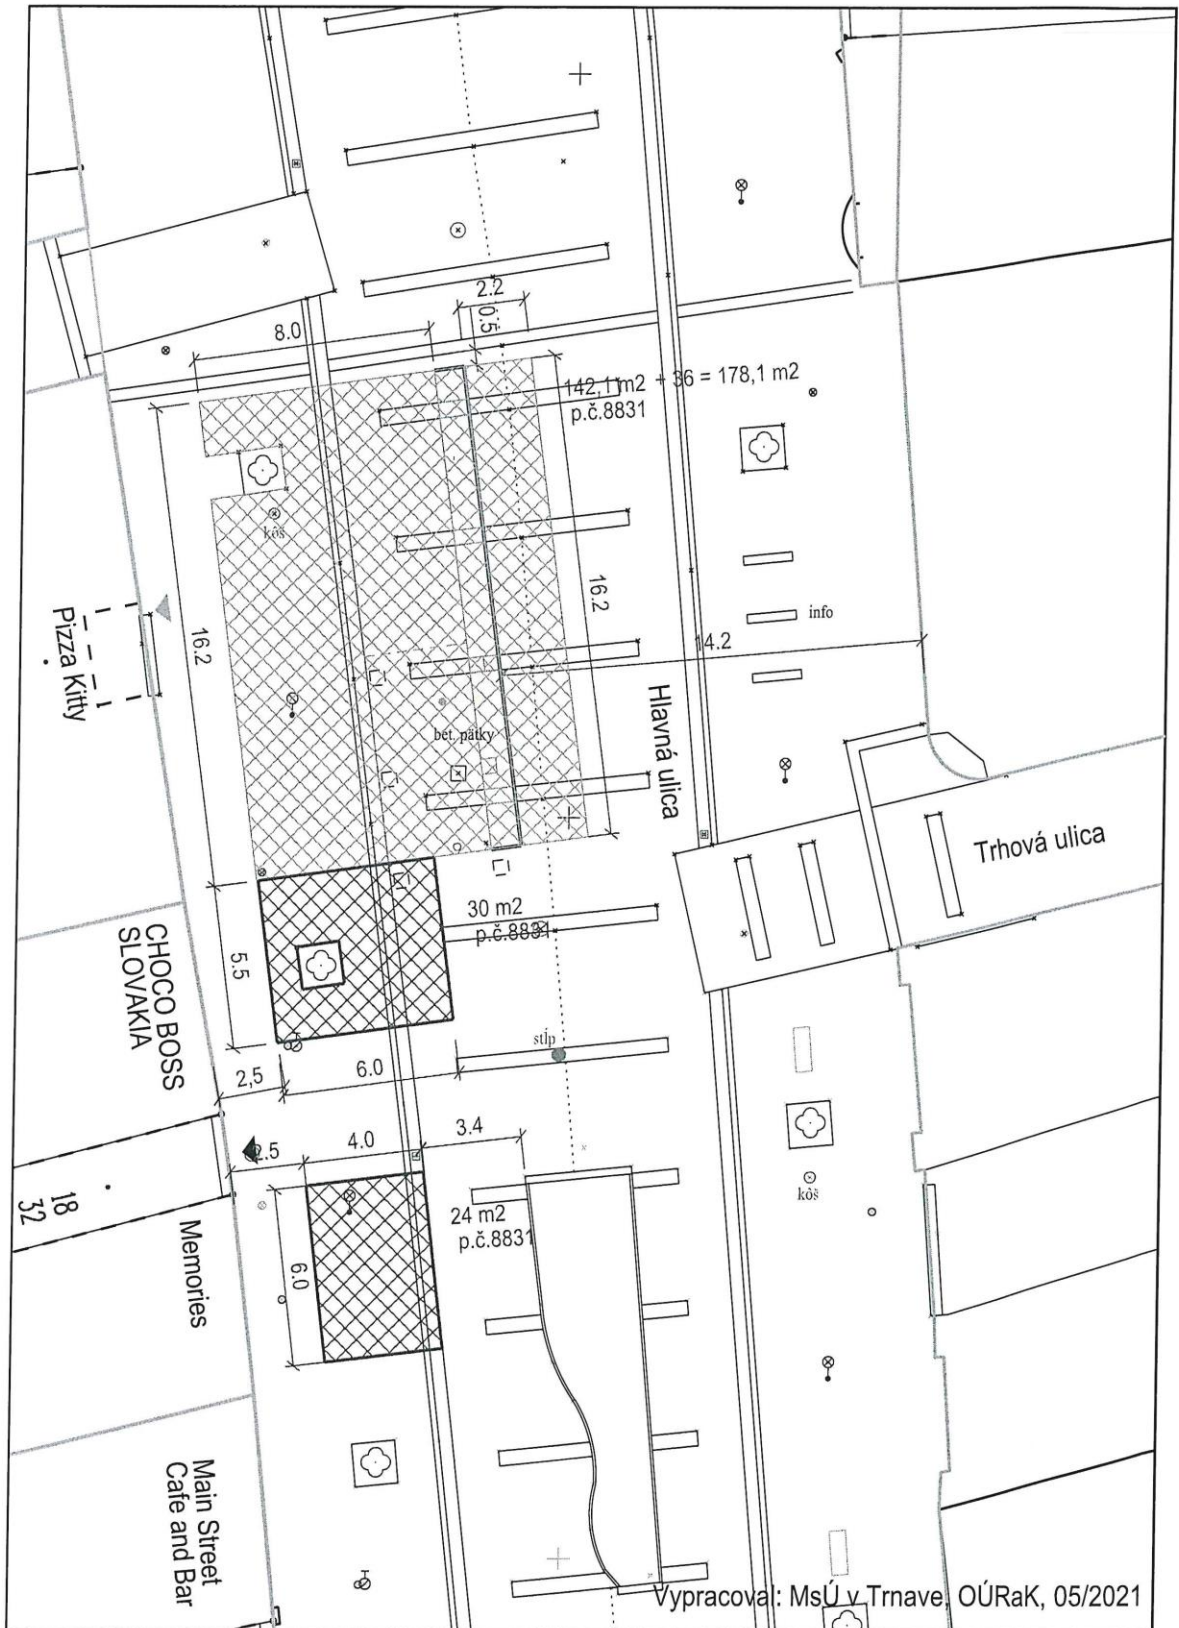 2.2
0.5
8.0
142,1m2 + 36 = 178,1 m2
p.č.8831
kôš
16.2
16.2
info
14.2
Pizza Kitty
Hlavná ulica
bet. pätky
Trhová ulica
30 m2
p.č.8831
5.5
CHOCO BOSS
SLOVAKIA
stĺp
2,5
6.0
2.5
4.0
3.4
kôš
18
32
24 m2
p.č.8831
6.0
Memories
Main Street
Cafe and Bar
Vypracoval: MsÚ v Trnave, OÚRaK, 05/2021